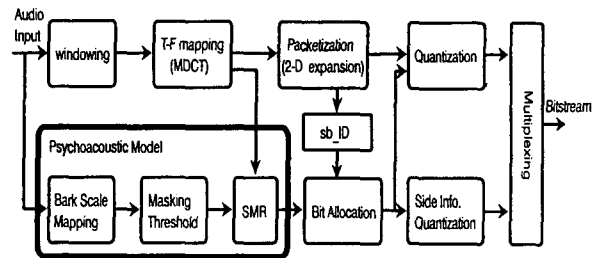 Audio
Input
windowing
T-F mapping
(MDCT)
Packetization
(2-D expansion)
Quantization
Multiplexing
Bitstream
sb_ID
Psychoacoustic Model
Bark Scale
Mapping
Masking
Threshold
SMR
Bit Allocation
Side Info.
Quantization